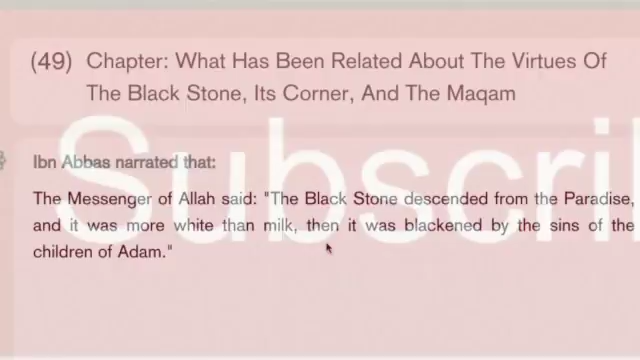 (49) Chapter: What Has Been Related About The Virtues Of
The Black Stone, Its Corner, And The Maqam
Ibn Abbas narrated that:
The Messenger of Allah said: "The Black Stone descended from the Paradise,
and it was more white than milk, then it was blackened by the sins of the
children of Adam."
Subscri